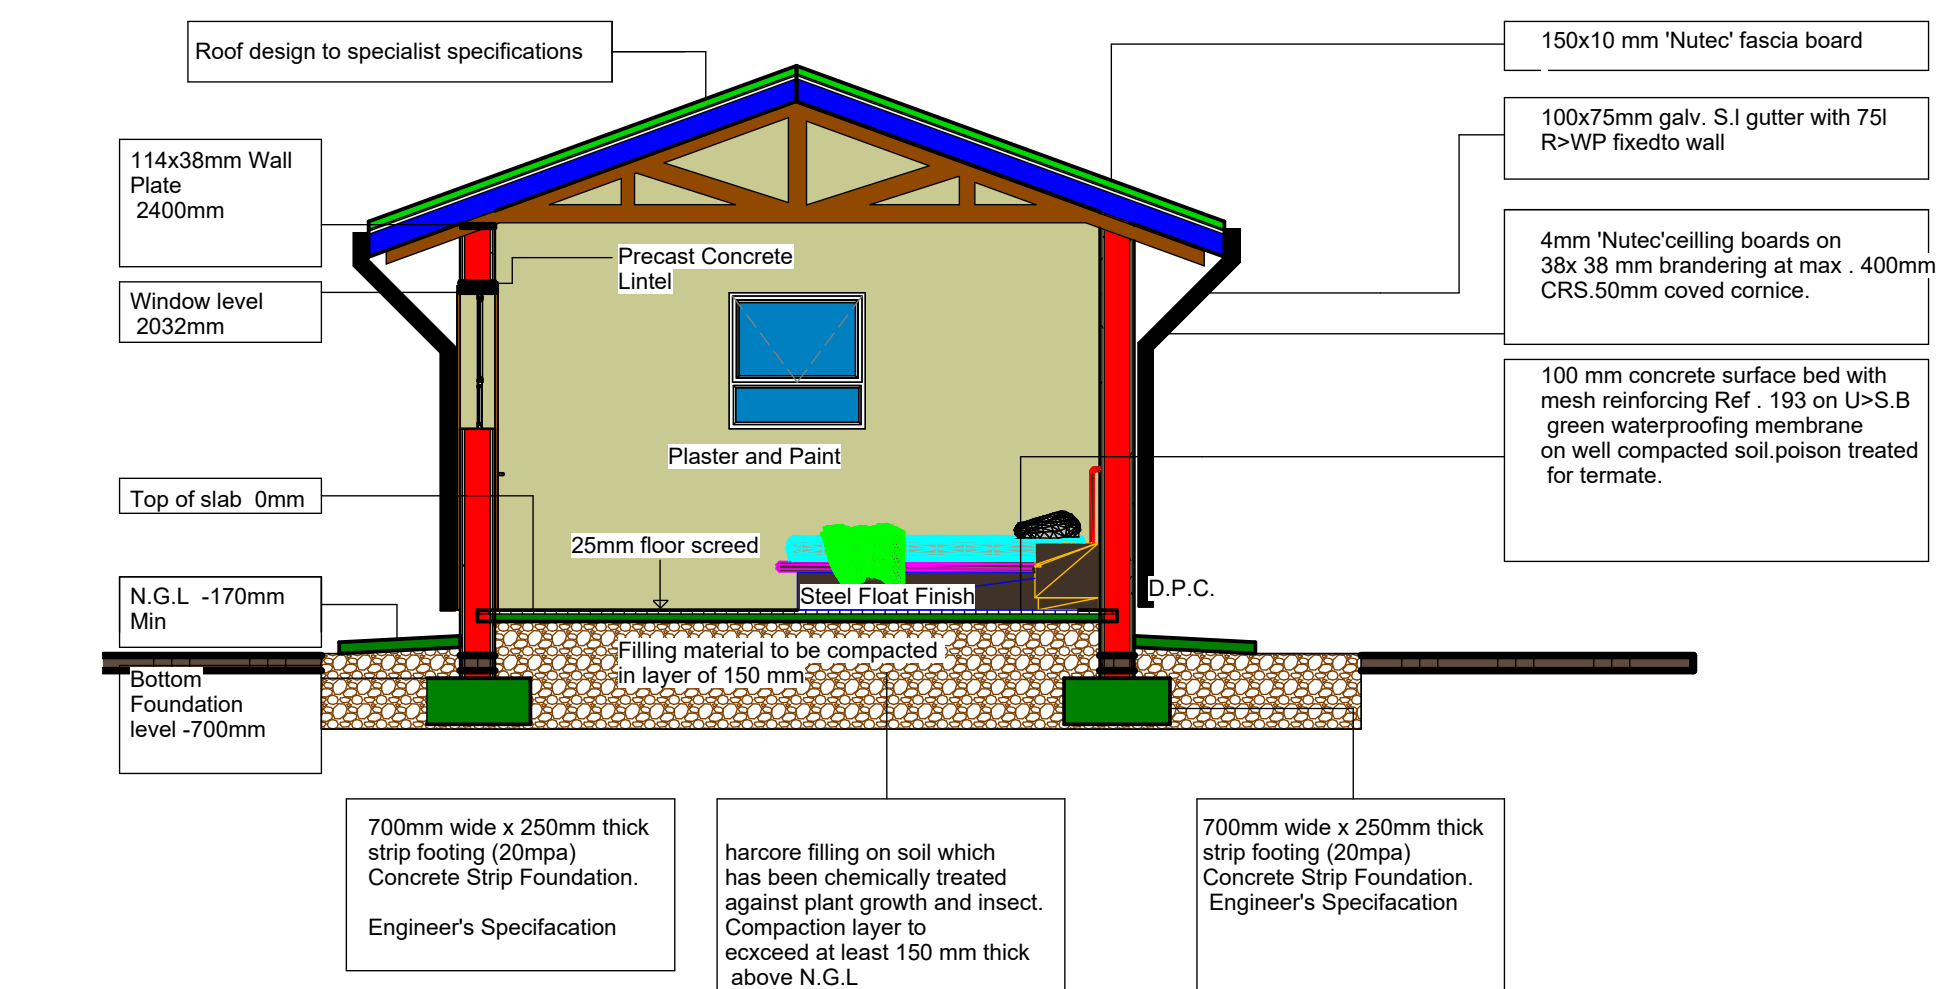 Roof design to specialist specifications
150x10 mm 'Nutec' fascia board
100x75mm galv. S.I gutter with 75l
R>WP fixedto wall
114x38mm Wall
Plate
2400mm
4mm 'Nutec'ceilling boards on
38x 38 mm brandering at max . 400mm
CRS.50mm coved cornice.
Precast Concrete
Lintel
Window level
2032mm
100 mm concrete surface bed with
mesh reinforcing Ref . 193 on U>S.B
green waterproofing membrane
on well compacted soil.poison treated
for termate.
Plaster and Paint
Top of slab 0mm
25mm floor screed
Steel Float Finish
D.P.C.
N.G.L -170mm
Min
Filling material to be compacted
in layer of 150 mm
Bottom
Foundation
level -700mm
700mm wide x 250mm thick
strip footing (20mpa)
Concrete Strip Foundation.
Engineer's Specifacation
harcore filling on soil which
has been chemically treated
against plant growth and insect.
Compaction layer to
ecxceed at least 150 mm thick
above N.G.L
700mm wide x 250mm thick
strip footing (20mpa)
Concrete Strip Foundation.
Engineer's Specifacation